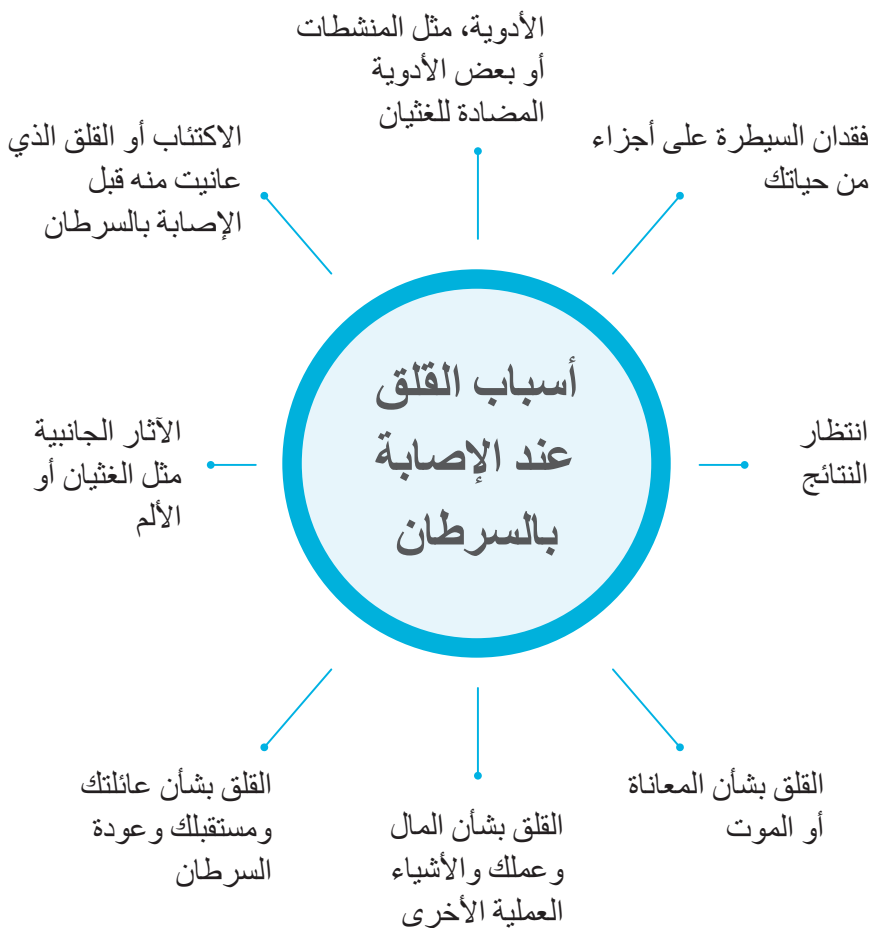 الأدوية، مثل المنشطات
أو بعض الأدوية
المضادة للغثيان
فقدان السيطرة على أجزاء
من حياتك
الاكتئاب أو القلق الذي
عانيت منه قبل
الإصابة بالسرطان
أسباب القلق
عند الإصابة
بالسرطان
انتظار
النتائج
الآثار الجانبية
مثل الغثيان أو
الألم
القلق بشأن المعاناة
أو الموت
القلق بشأن المال
وعملك والأشياء
العملية الأخرى
القلق بشأن عائلتك
ومستقبلك وعودة
السرطان